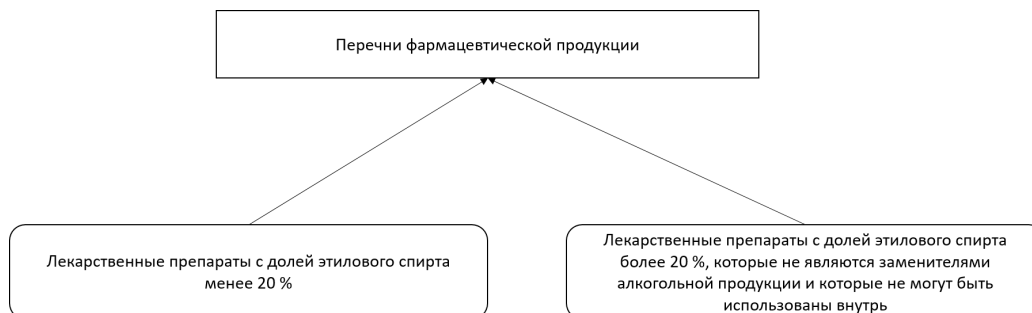 Перечни фармацевтической продукции
Лекарственные препараты с долей этилового спирта
менее 20 %
Лекарственные препараты с долей этилового спирта
более 20 %, которые не являются заменителями
алкогольной продукции и которые не могут быть
использованы внутрь